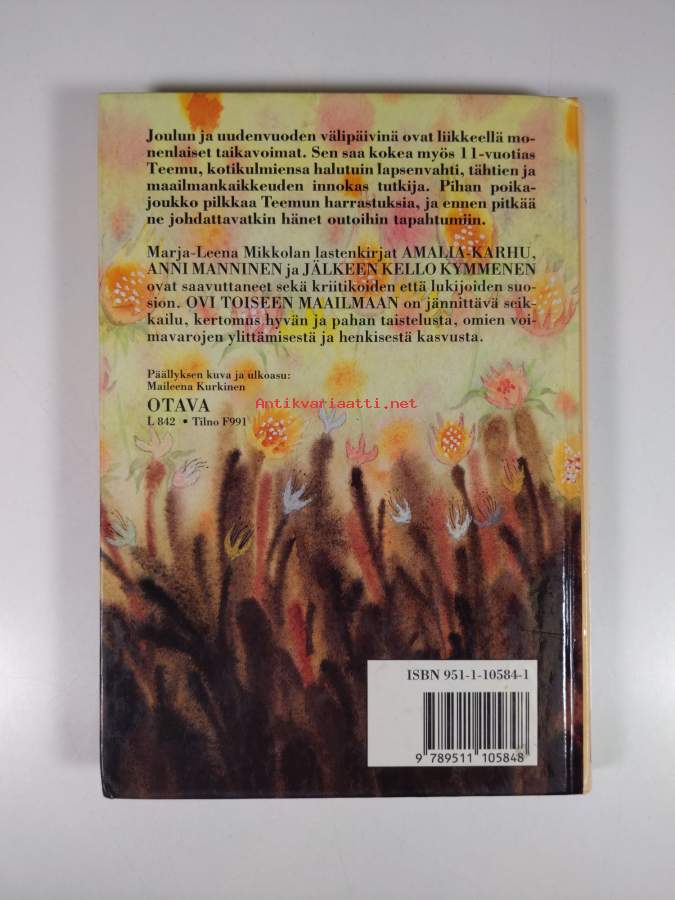 Joulun ja uudenvuoden välipäivinä ovat liikkeellä mo-
nenlaiset taikavoimat. Sen saa kokea myös 11-vuotias
Teemu, kotikulmiensa halutuin lapsenvahti, tähtien ja
maailmankaikkeuden innokas tutkija. Pihan poika-
joukko pilkkaa Teemun harrastuksia, ja ennen pitkää
ne johdattavatkin hänet outoihin tapahtumiin.
Marja-Leena Mikkolan lastenkirjat AMALIA-KARHU,
ANNI MANNINEN ja JÄLKEEN KELLO KYMMENEN
ovat saavuttaneet sekä kriitikoiden että lukijoiden suo-
sion. OVI TOISEEN MAAILMAAN on jännittävä seik-
kailu, kertomus hyvän ja pahan taistelusta, omien voi-
mavarojen ylittämisestä ja henkisestä kasvusta.
Päällyksen kuva ja ulkoasu:
Maileena Kurkinen
Antikvariaatti.net
OTAVA
L 842 • Tilno F991
ISBN 951-1-10584-1
9 789511 105848